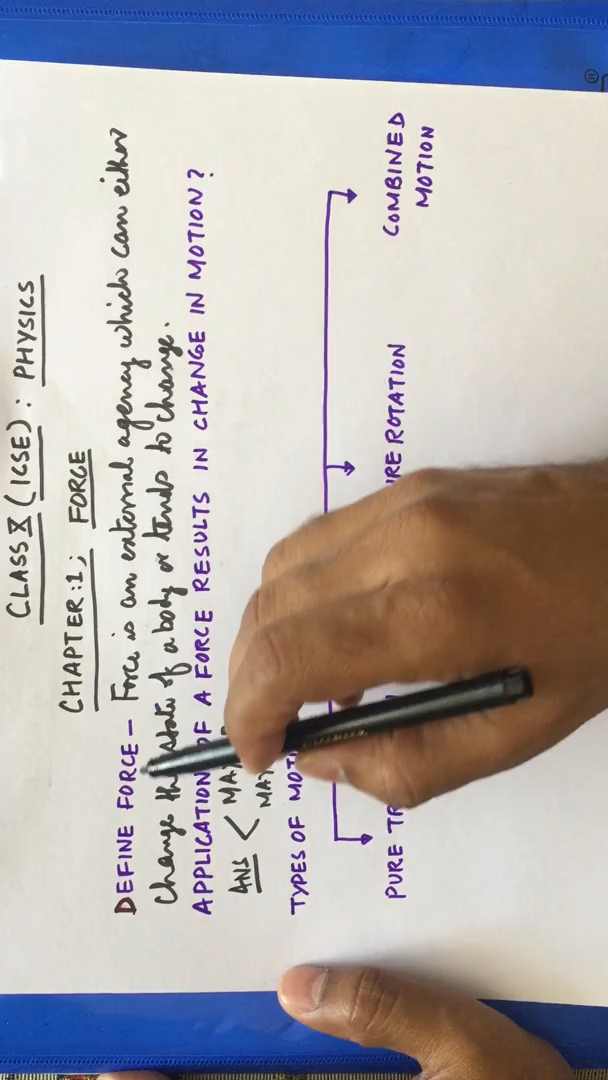 CLASS X (ICSE) : PHYSICS
CHAPTER:1; FORCE
DEFINE FORCE - Force is an external agency which can either
change the state of a body or tends to change.
APPLICATION OF A FORCE RESULTS IN CHANGE IN MOTION?
ANS <
TYPES OF
PURE
ROTATION
COMBINED
MOTION